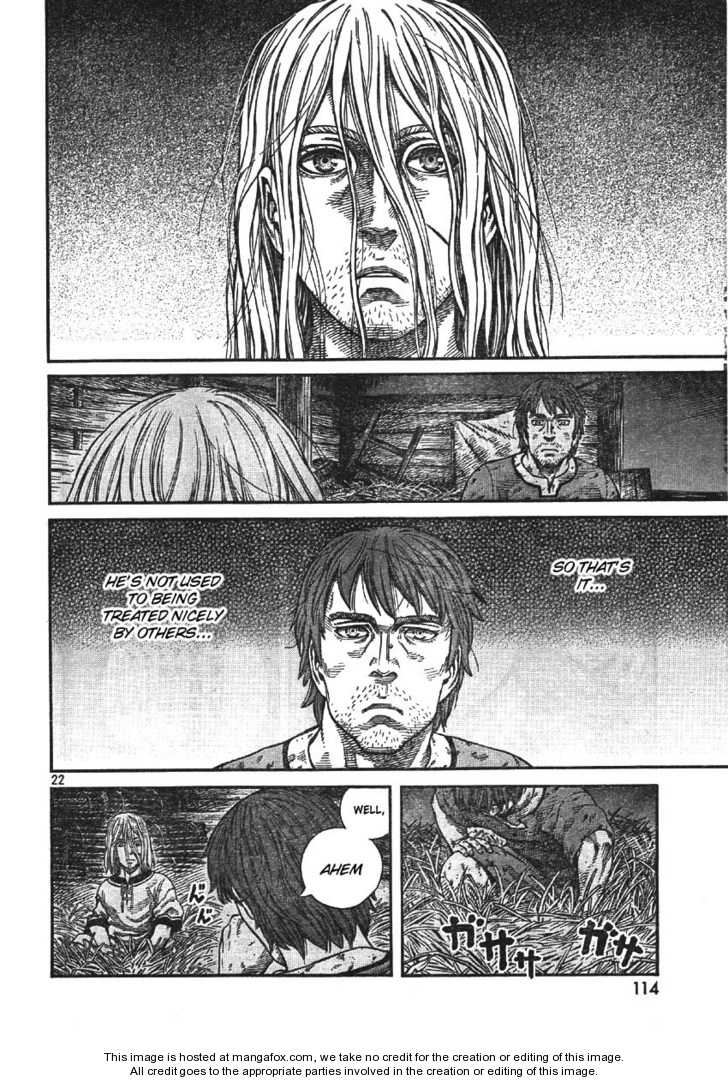 SO THAT'S
IT...
HE'S NOT USED
TO BEING
TREATED NICELY
BY OTHERS...
22
ガササ
ガサ
WELL,
AHEM
114
This image is hosted at mangafox.com, we take no credit for the creation or editing of this image.
All credit goes to the appropriate parties involved in the creation or editing of this image.